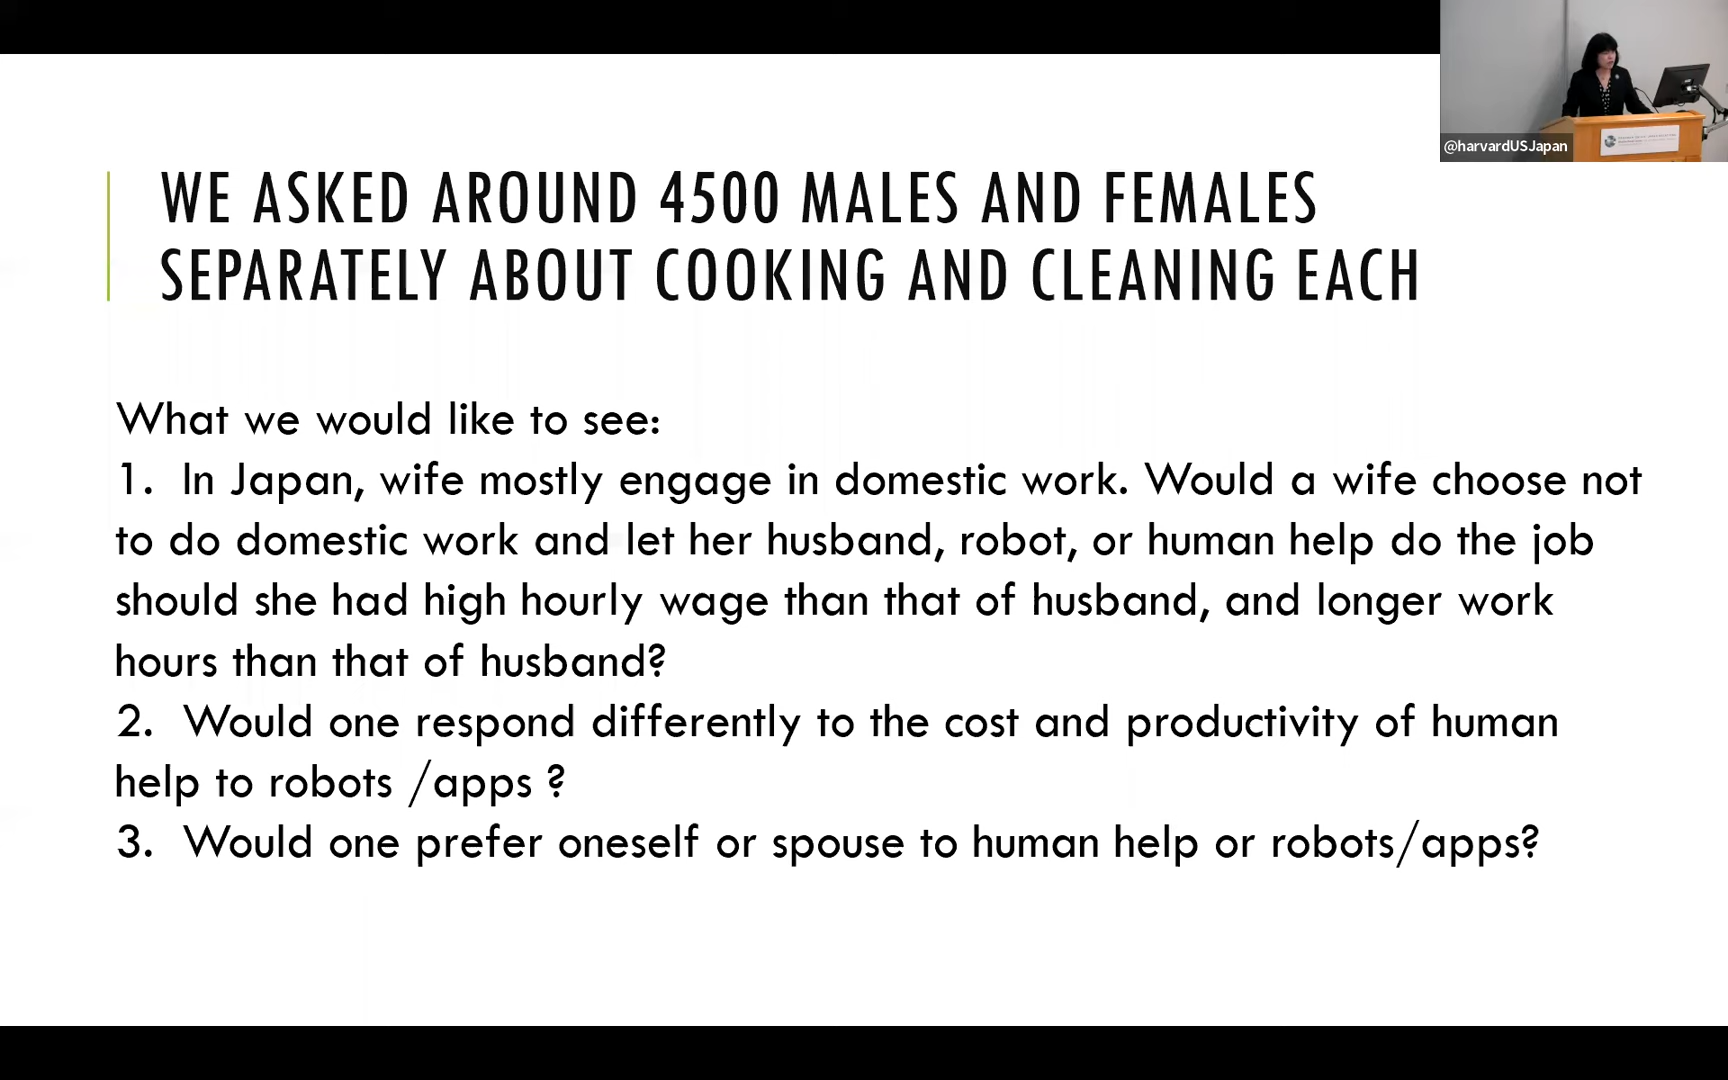 WE ASKED AROUND 4500 MALES AND FEMALES
SEPARATELY ABOUT COOKING AND CLEANING EACH
@harvardUSJapan
What we would like to see:
1. In Japan, wife mostly engage in domestic work. Would a wife choose not
to do domestic work and let her husband, robot, or human help do the job
should she had high hourly wage than that of husband, and longer work
hours than that of husband?
2. Would one respond differently to the cost and productivity of human
help to robots /apps ?
3. Would one prefer oneself or spouse to human help or robots/apps?